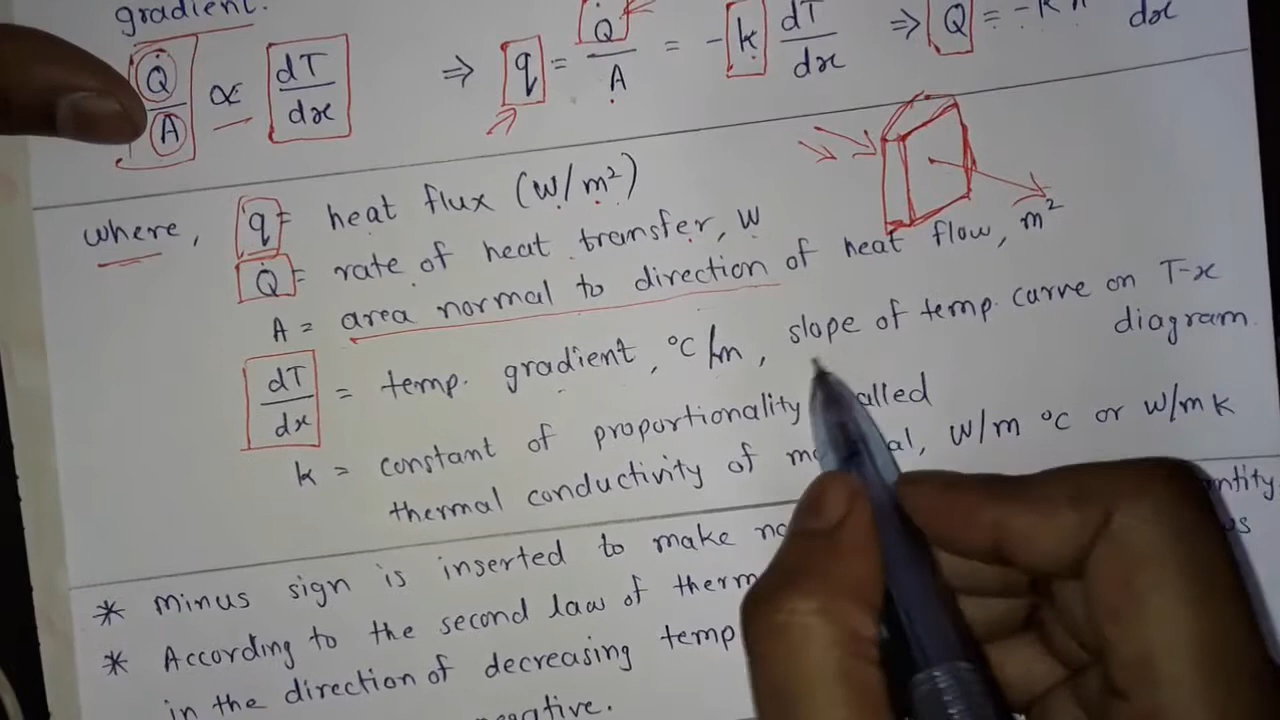 gradient.
Q̇/A ∝ dT/dx ⇒ q = Q̇/A = -k dT/dx ⇒ Q̇ = -k dx
where, q = heat flux (W/m²)
Q̇ = rate of heat transfer, W
A = area normal to direction of heat flow, m²
dT/dx = temp. gradient, °C/m, slope of temp. curve on T-x diagram.
k = constant of proportionality called
thermal conductivity of al, W/m °C or W/mk
* Minus sign is inserted to make
* According to the second law of
in the direction of decreasing temp